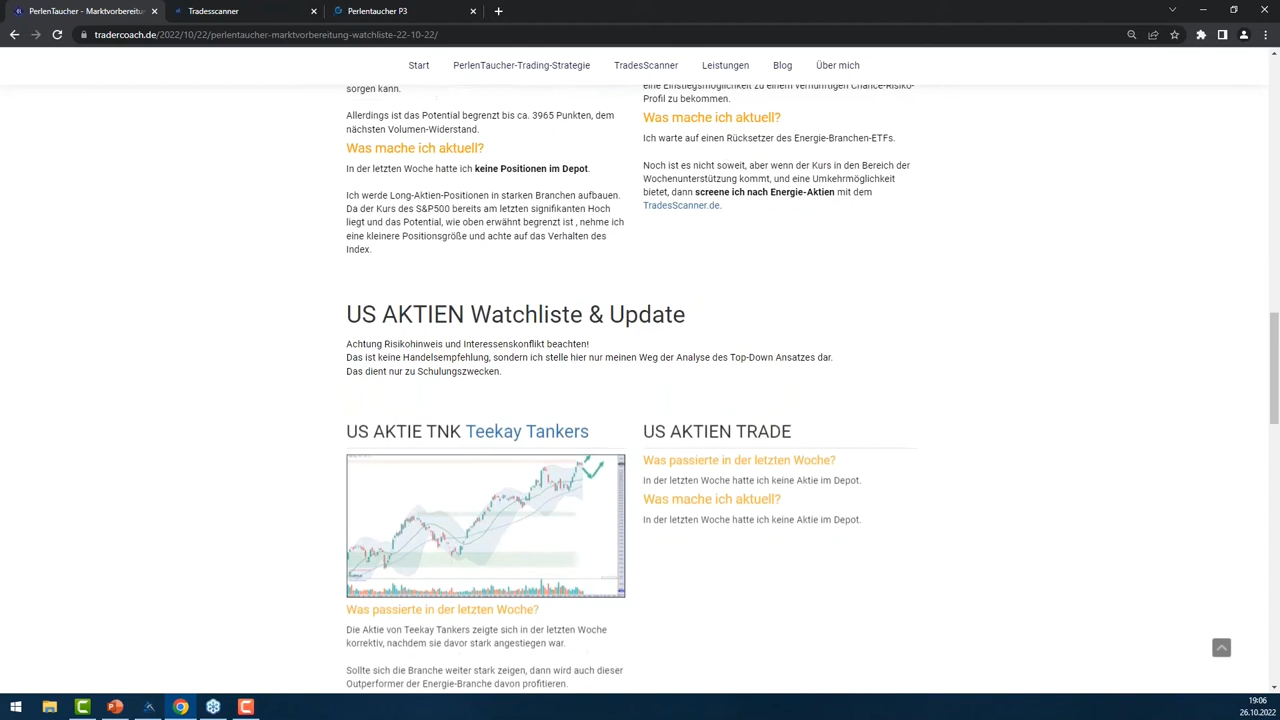 PerlenTaucher - Marktvorbereitu
Tradesscanner
Perlentaucher P3
tradercoach.de/2022/10/22/perlentaucher-marktvorbereitung-watchliste-22-10-22/
Start PerlenTaucher-Trading-Strategie TradesScanner Leistungen Blog Über mich
sorgen kann.
Allerdings ist das Potential begrenzt bis ca. 3965 Punkten, dem
nächsten Volumen-Widerstand.
Was mache ich aktuell?
In der letzten Woche hatte ich keine Positionen im Depot.
Ich werde Long-Aktien-Positionen in starken Branchen aufbauen.
Da der Kurs des S&P500 bereits am letzten signifikanten Hoch
liegt und das Potential, wie oben erwähnt begrenzt ist , nehme ich
eine kleinere Positionsgröße und achte auf das Verhalten des
Index.
eine Einstiegsmöglichkeit zu einem vernünftigen Chance-Risiko-
Profil zu bekommen.
Was mache ich aktuell?
Ich warte auf einen Rücksetzer des Energie-Branchen-ETFs.
Noch ist es nicht soweit, aber wenn der Kurs in den Bereich der
Wochenunterstützung kommt, und eine Umkehrmöglichkeit
bietet, dann screene ich nach Energie-Aktien mit dem
TradesScanner.de.
US AKTIEN Watchliste & Update
Achtung Risikohinweis und Interessenskonflikt beachten!
Das ist keine Handelsempfehlung, sondern ich stelle hier nur meinen Weg der Analyse des Top-Down Ansatzes dar.
Das dient nur zu Schulungszwecken.
US AKTIE TNK Teekay Tankers
Was passierte in der letzten Woche?
Die Aktie von Teekay Tankers zeigte sich in der letzten Woche
korrektiv, nachdem sie davor stark angestiegen war.
Sollte sich die Branche weiter stark zeigen, dann wird auch dieser
Outperformer der Energie-Branche davon profitieren.
US AKTIEN TRADE
Was passierte in der letzten Woche?
In der letzten Woche hatte ich keine Aktie im Depot.
Was mache ich aktuell?
In der letzten Woche hatte ich keine Aktie im Depot.
19:06
26.10.2022